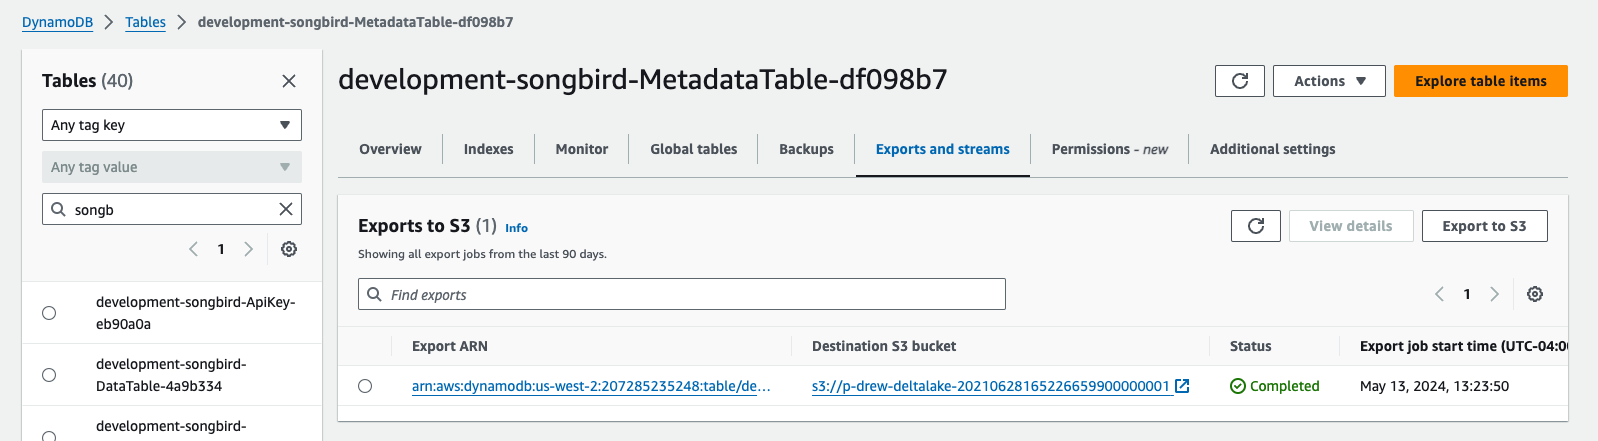 DynamoDB > Tables > development-songbird-MetadataTable-df098b7
Tables (40)
Any tag key
Any tag value
songb
1
development-songbird-ApiKey-
eb90a0a
development-songbird-
DataTable-4a9b334
development-songbird-
development-songbird-MetadataTable-df098b7
Actions
Explore table items
Overview
Indexes
Monitor
Global tables
Backups
Exports and streams
Permissions - new
Additional settings
Exports to S3 (1) Info
View details
Export to S3
Showing all export jobs from the last 90 days.
Find exports
1
Export ARN
Destination S3 bucket
Status
Export job start time (UTC-04:00
arn:aws:dynamodb:us-west-2:207285235248:table/de...
s3://p-drew-deltalake-20210628165226659900000001
Completed
May 13, 2024, 13:23:50